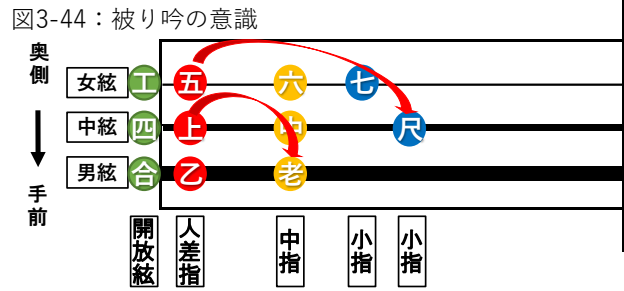 図3-44：被り吟の意識
奥側
手前
女絃 工 五 六 七
中絃 四 上 中 尺
男絃 合 乙 老
開放絃
人差指
中指
小指
小指